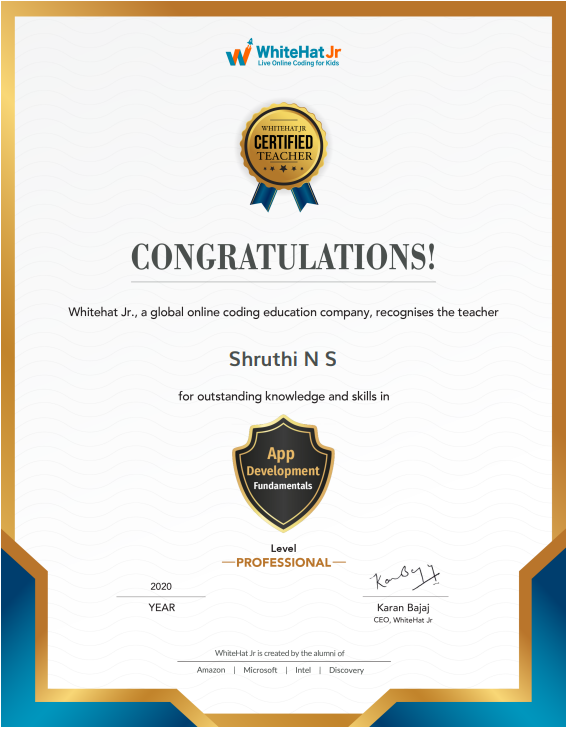 WhiteHat Jr
Live Online Coding for Kids
WHITEHAT JR
CERTIFIED
TEACHER
CONGRATULATIONS!
Whitehat Jr., a global online coding education company, recognises the teacher
Shruthi N S
for outstanding knowledge and skills in
App
Development
Fundamentals
Level
PROFESSIONAL
2020
YEAR
Karan Bajaj
CEO, WhiteHat Jr
WhiteHat Jr is created by the alumni of
Amazon | Microsoft | Intel | Discovery